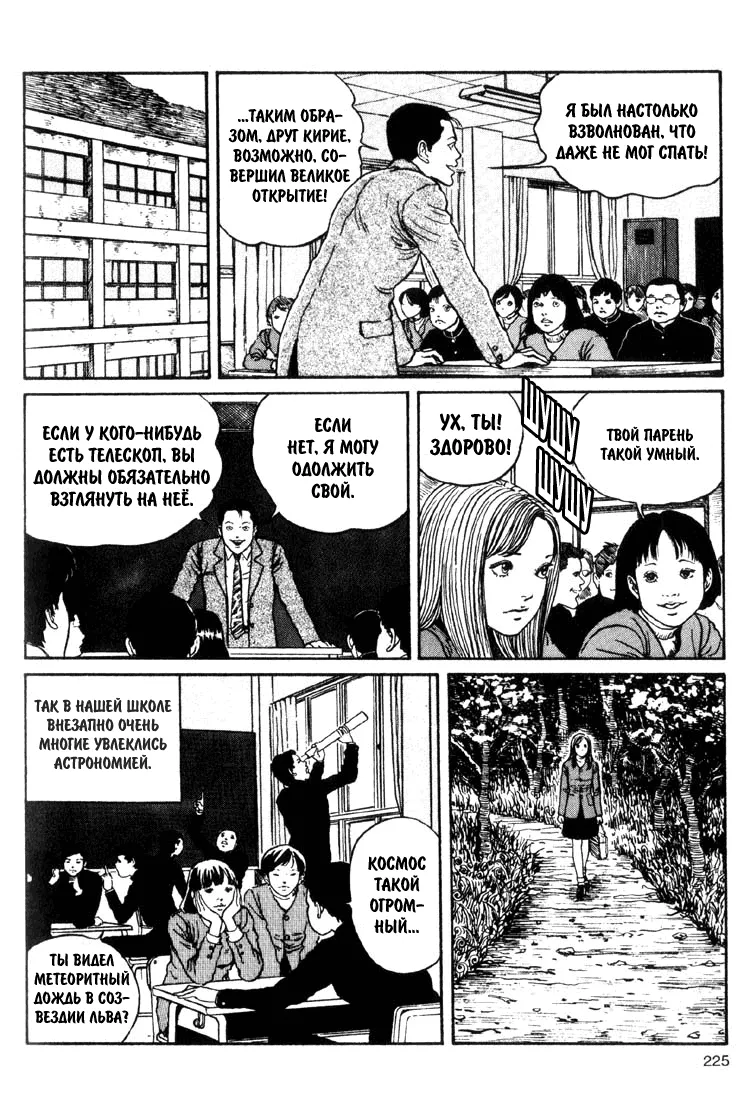 ...ТАКИМ ОБРА-
ЗОМ, ДРУГ КИРИЕ,
ВОЗМОЖНО, СО-
ВЕРШИЛ ВЕЛИКОЕ
ОТКРЫТИЕ!
Я БЫЛ НАСТОЛЬКО
ВЗВОЛНОВАН, ЧТО
ДАЖЕ НЕ МОГ СПАТЬ!
ЕСЛИ У КОГО-НИБУДЬ
ЕСТЬ ТЕЛЕСКОП, ВЫ
ДОЛЖНЫ ОБЯЗАТЕЛЬНО
ВЗГЛЯНУТЬ НА НЕЁ.
ЕСЛИ
НЕТ, Я МОГУ
ОДОЛЖИТЬ
СВОЙ.
УХ, ТЫ!
ЗДОРОВО!
ШУШУ
ШУШУ
ТВОЙ ПАРЕНЬ
ТАКОЙ УМНЫЙ.
ТАК В НАШЕЙ ШКОЛЕ
ВНЕЗАПНО ОЧЕНЬ
МНОГИЕ УВЛЕКЛИСЬ
АСТРОНОМИЕЙ.
КОСМОС
ТАКОЙ
ОГРОМ-
НЫЙ...
ТЫ ВИДЕЛ
МЕТЕОРИТНЫЙ
ДОЖДЬ В СОЗ-
ВЕЗДИИ ЛЬВА?
225